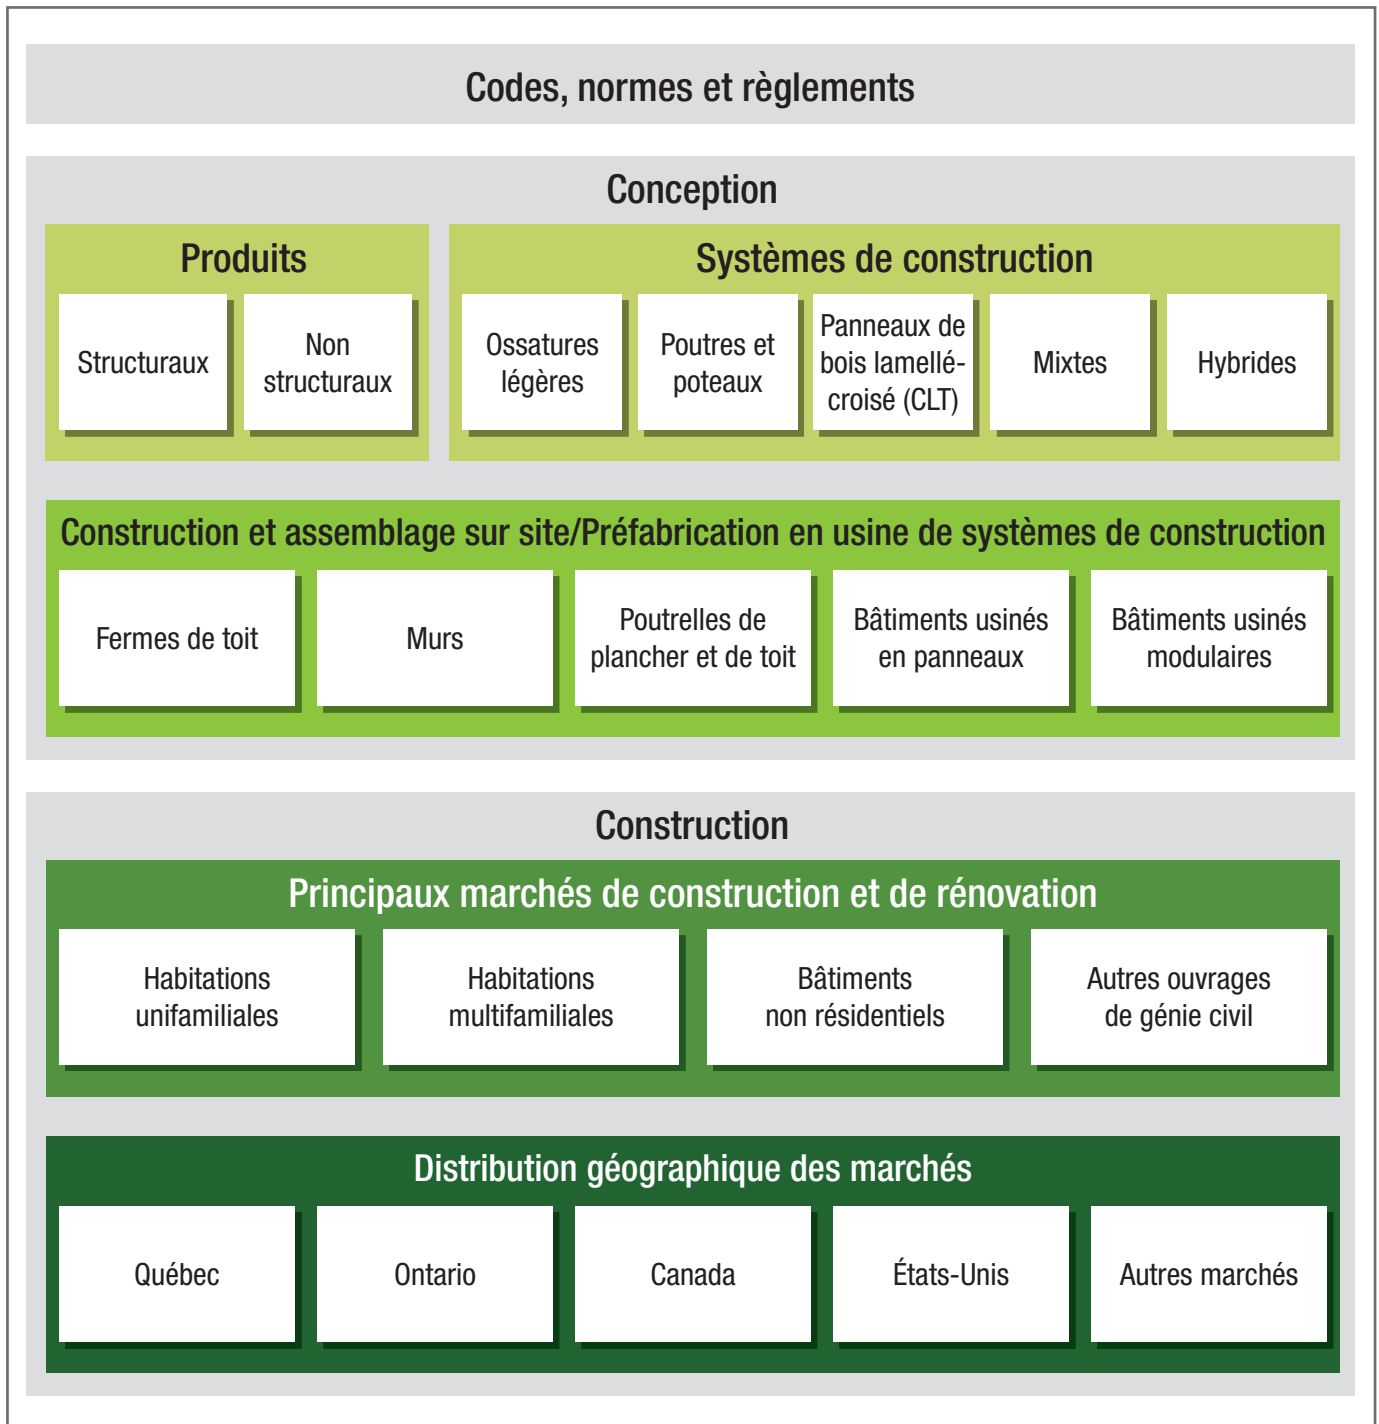 Codes, normes et règlements
Conception
Produits
Structuraux
Non
structuraux
Systèmes de construction
Ossatures
légères
Poutres et
poteaux
Panneaux de
bois lamellé-
croisé (CLT)
Mixtes
Hybrides
Construction et assemblage sur site/Préfabrication en usine de systèmes de construction
Fermes de toit
Murs
Poutrelles de
plancher et de toit
Bâtiments usinés
en panneaux
Bâtiments usinés
modulaires
Construction
Principaux marchés de construction et de rénovation
Habitations
unifamiliales
Habitations
multifamiliales
Bâtiments
non résidentiels
Autres ouvrages
de génie civil
Distribution géographique des marchés
Québec
Ontario
Canada
États-Unis
Autres marchés